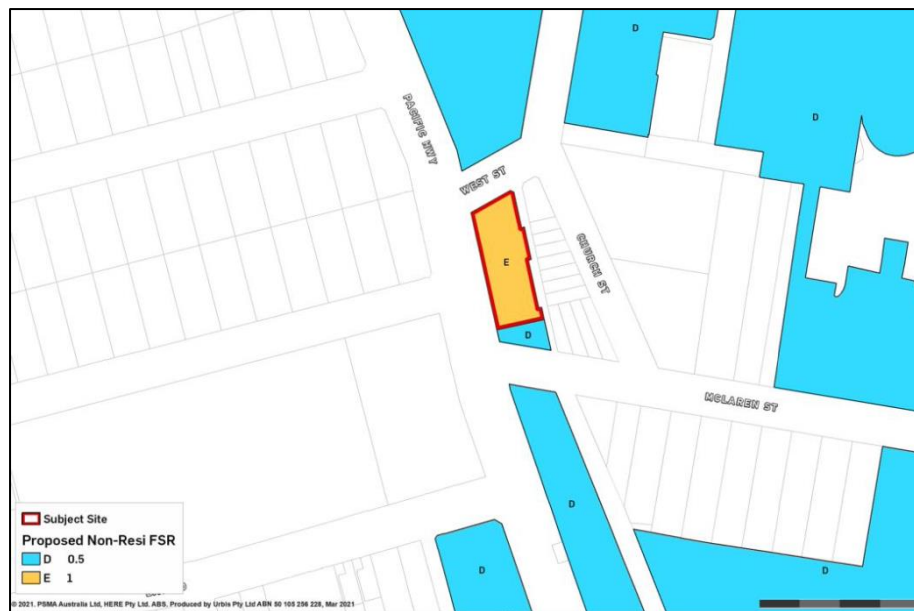 D
D
D
PACIFIC HWY
WEST ST
CHURCH ST
E
D
MCLAREN ST
D
D
D
Subject Site
Proposed Non-Resi FSR
D 0.5
E 1
© 2021. PSMA Australia Ltd, HERE Pty Ltd. ABS. Produced by Urbis Pty Ltd ABN 50 105 256 228, Mar 2021